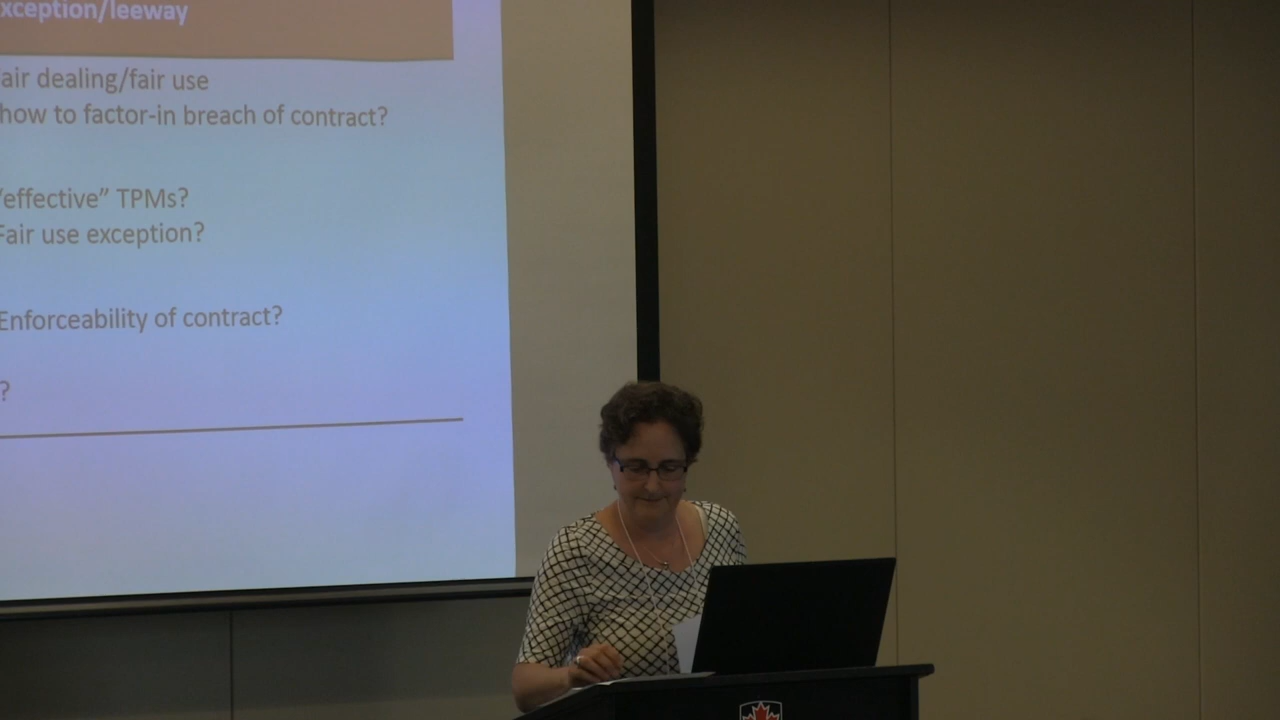 xception/leeway
air dealing/fair use
how to factor-in breach of contract?
"effective" TPMs?
Fair use exception?
Enforceability of contract?
?